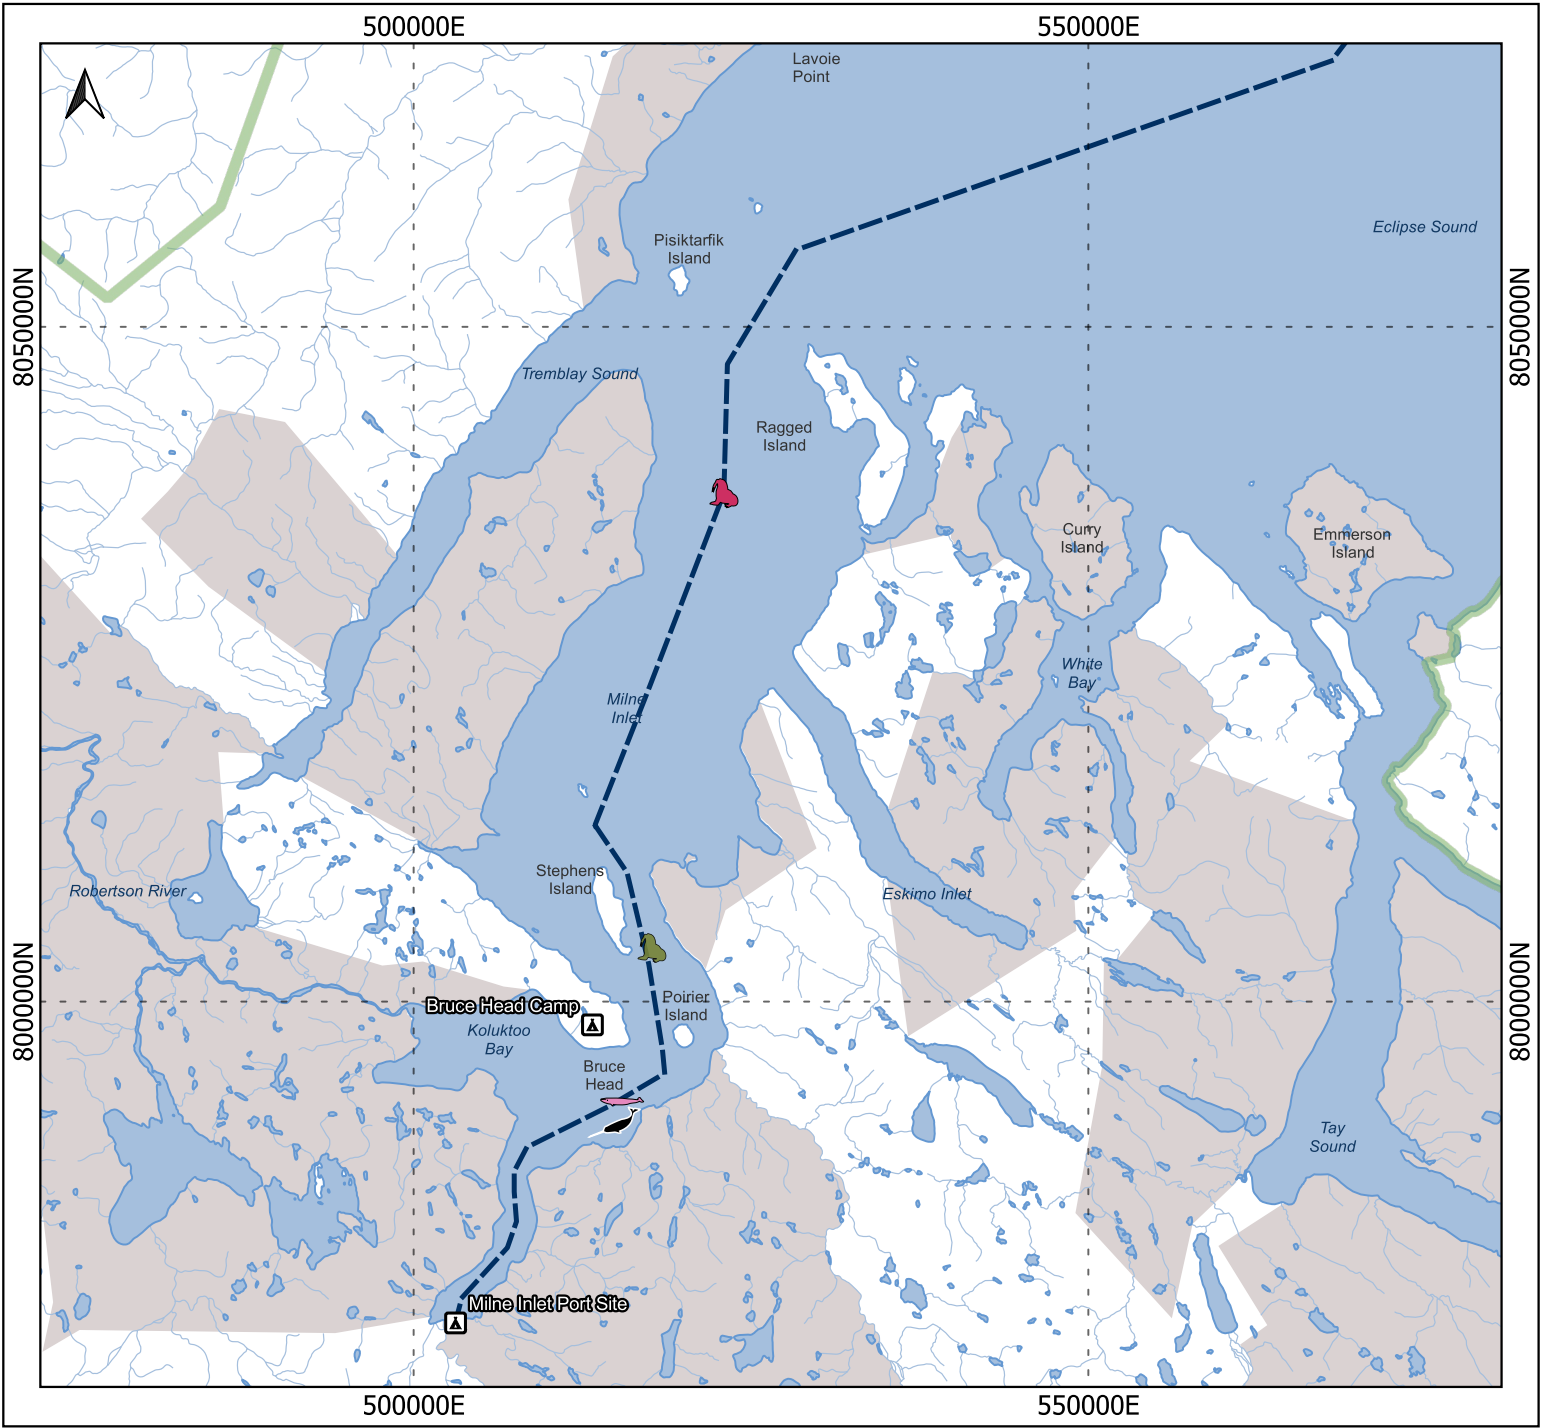 500000E
550000E
Lavoie
Point
Eclipse Sound
Pisiktarfik
Island
8050000N
8050000N
Tremblay Sound
Ragged
Island
Curry
Island
Emmerson
Island
White
Bay
Milne
Inlet
Stephens
Island
Robertson River
Eskimo Inlet
8000000N
8000000N
Bruce Head Camp
Poirier
Island
Koluktoo
Bay
Bruce
Head
Tay
Sound
Milne Inlet Port Site
500000E
550000E